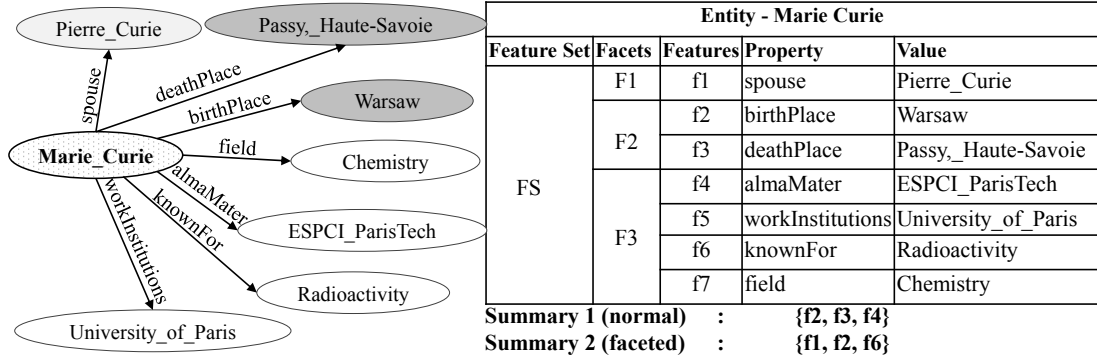 Pierre_Curie
Passy,_Haute-Savoie
spouse
deathPlace
birthPlace
Warsaw
Marie_Curie
field
Chemistry
almaMater
ESPCI_ParisTech
knownFor
workInstitutions
Radioactivity
University_of_Paris
Entity - Marie Curie
Feature Set Facets Features Property Value
FS
F1 f1 spouse Pierre_Curie
F2 f2 birthPlace Warsaw
f3 deathPlace Passy,_Haute-Savoie
F3 f4 almaMater ESPCI_ParisTech
f5 workInstitutions University_of_Paris
f6 knownFor Radioactivity
f7 field Chemistry
Summary 1 (normal) : {f2, f3, f4}
Summary 2 (faceted) : {f1, f2, f6}